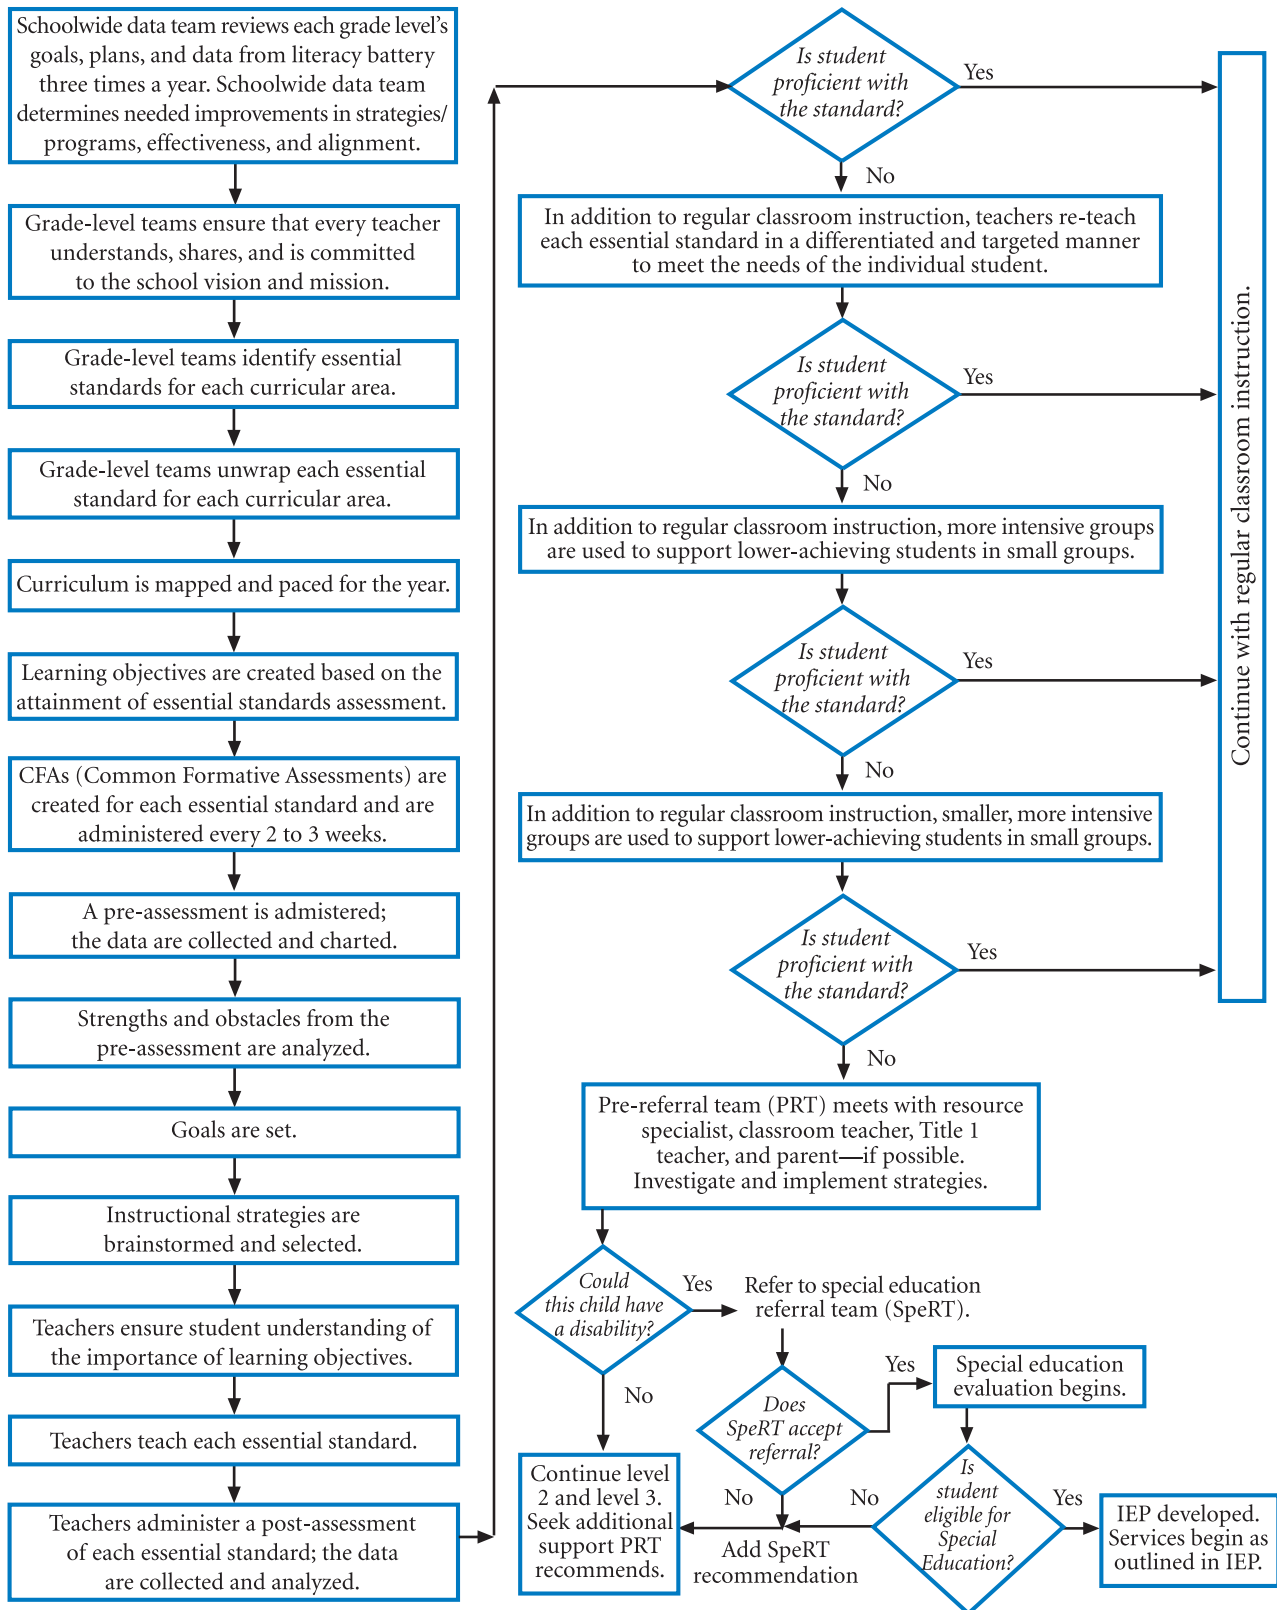 Schoolwide data team reviews each grade level’s
goals, plans, and data from literacy battery
three times a year. Schoolwide data team
determines needed improvements in strategies/
programs, effectiveness, and alignment.
Grade-level teams ensure that every teacher
understands, shares, and is committed
to the school vision and mission.
Grade-level teams identify essential
standards for each curricular area.
Grade-level teams unwrap each essential
standard for each curricular area.
Curriculum is mapped and paced for the year.
Learning objectives are created based on the
attainment of essential standards assessment.
CFAs (Common Formative Assessments) are
created for each essential standard and are
administered every 2 to 3 weeks.
A pre-assessment is admistered;
the data are collected and charted.
Strengths and obstacles from the
pre-assessment are analyzed.
Goals are set.
Instructional strategies are
brainstormed and selected.
Teachers ensure student understanding of
the importance of learning objectives.
Teachers teach each essential standard.
Teachers administer a post-assessment
of each essential standard; the data
are collected and analyzed.
Is student
proficient with
the standard?
Yes
No
In addition to regular classroom instruction, teachers re-teach
each essential standard in a differentiated and targeted manner
to meet the needs of the individual student.
Is student
proficient with
the standard?
Yes
No
In addition to regular classroom instruction, more intensive groups
are used to support lower-achieving students in small groups.
Is student
proficient with
the standard?
Yes
No
In addition to regular classroom instruction, smaller, more intensive
groups are used to support lower-achieving students in small groups.
Is student
proficient with
the standard?
Yes
No
Continue with regular classroom instruction.
Pre-referral team (PRT) meets with resource
specialist, classroom teacher, Title 1
teacher, and parent—if possible.
Investigate and implement strategies.
Could
this child have
a disability?
Yes
No
Refer to special education
referral team (SpeRT).
Does
SpeRT accept
referral?
Yes
No
Special education
evaluation begins.
Is
student
eligible for
Special
Education?
No
Yes
IEP developed.
Services begin as
outlined in IEP.
Add SpeRT
recommendation
Continue level
2 and level 3.
Seek additional
support PRT
recommends.